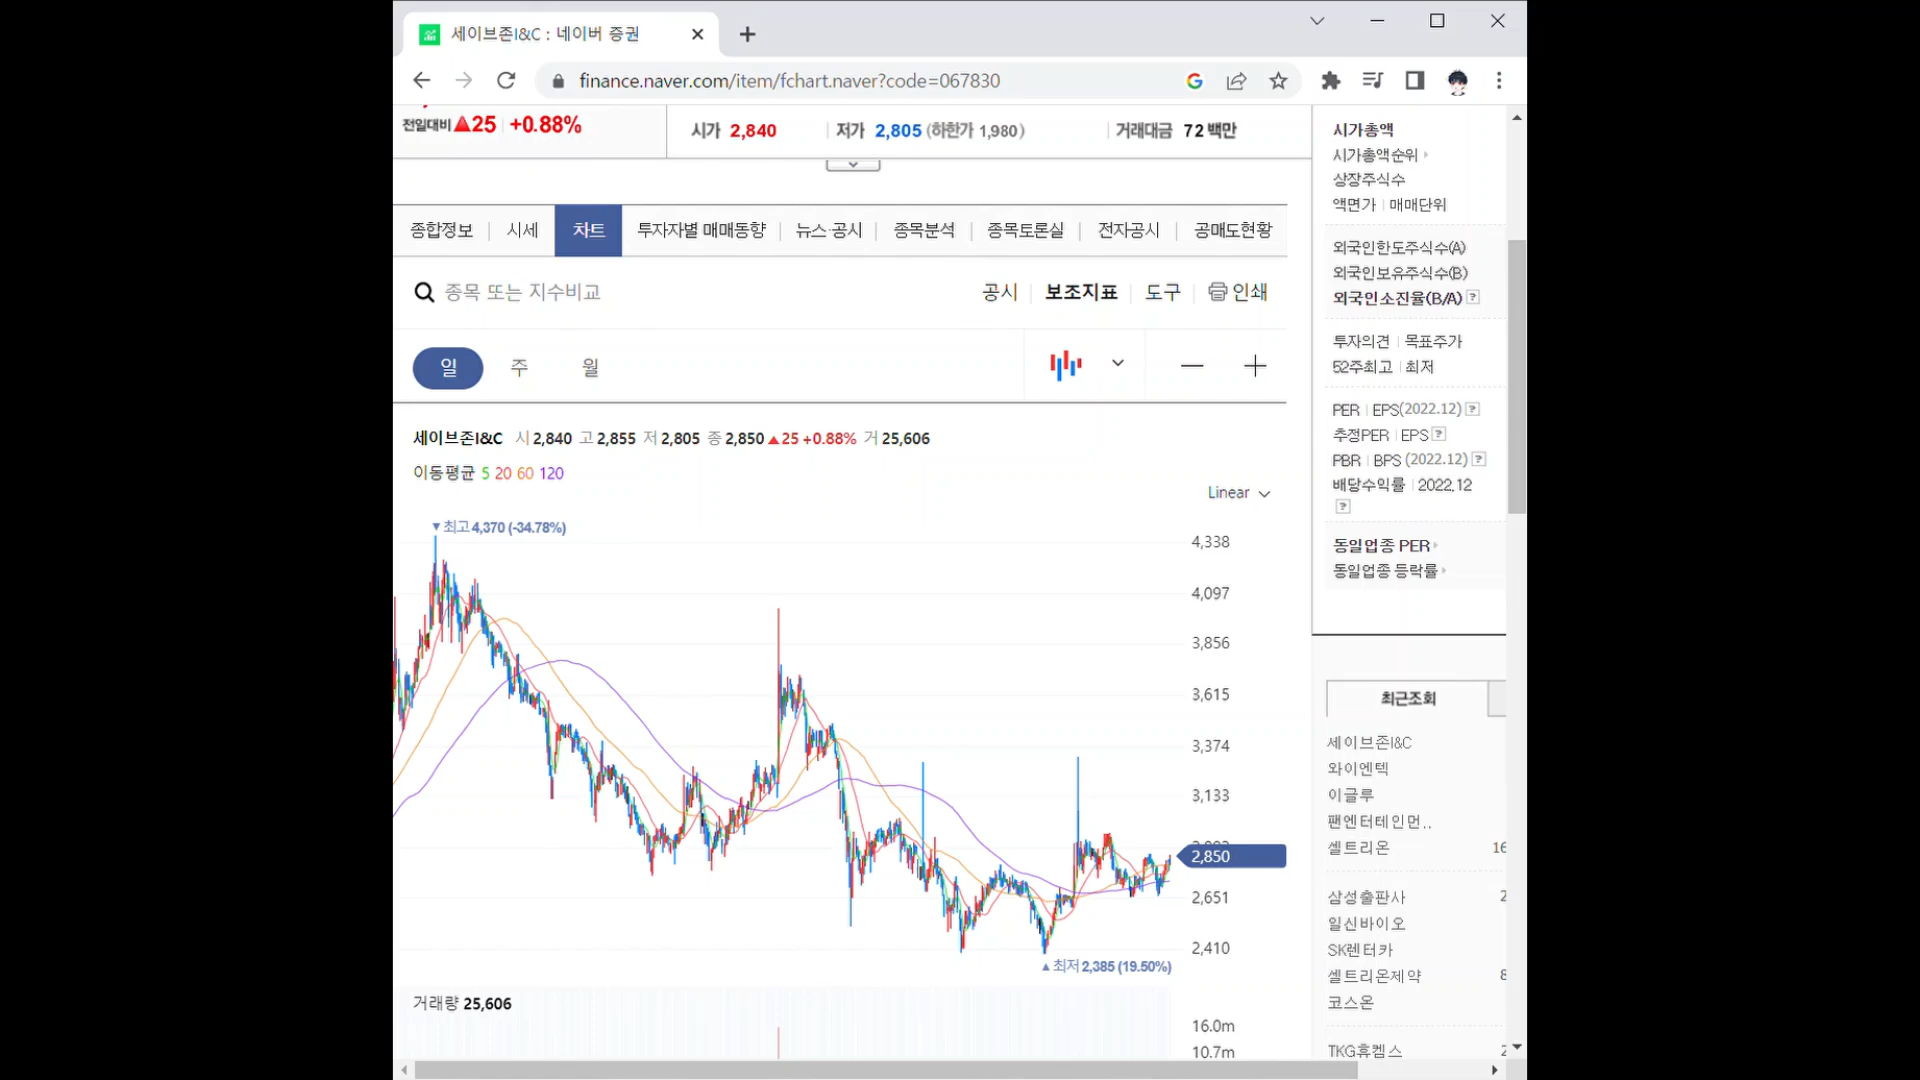 세이브존I&C : 네이버 증권
finance.naver.com/item/fchart.naver?code=067830
전일대비 ▲25 +0.88%
시가 2,840
저가 2,805 (하한가 1,980)
거래대금 72 백만
종합정보 시세 차트 투자자별 매매동향 뉴스·공시 종목분석 종목토론실 전자공시 공매도현황
종목 또는 지수비교
공시 보조지표 도구 인쇄
일 주 월
세이브존I&C 시 2,840 고 2,855 저 2,805 종 2,850 ▲25 +0.88% 거 25,606
이동평균 5 20 60 120
Linear
▼최고 4,370 (-34.78%)
4,338
4,097
3,856
3,615
3,374
3,133
2,850
2,651
2,410
▲최저 2,385 (19.50%)
거래량 25,606
16.0m
10.7m
시가총액
시가총액순위
상장주식수
액면가 매매단위
외국인한도주식수(A)
외국인보유주식수(B)
외국인소진율(B/A) ?
투자의견 목표주가
52주최고 최저
PER EPS(2022.12) ?
추정PER EPS ?
PBR BPS (2022.12) ?
배당수익률 2022.12
?
동일업종 PER
동일업종 등락률
최근조회
세이브존I&C
와이엔텍
이글루
팬엔터테인먼..
셀트리온 16
삼성출판사 2
일신바이오
SK렌터카
셀트리온제약 8
코스온
TKG휴켐스 2